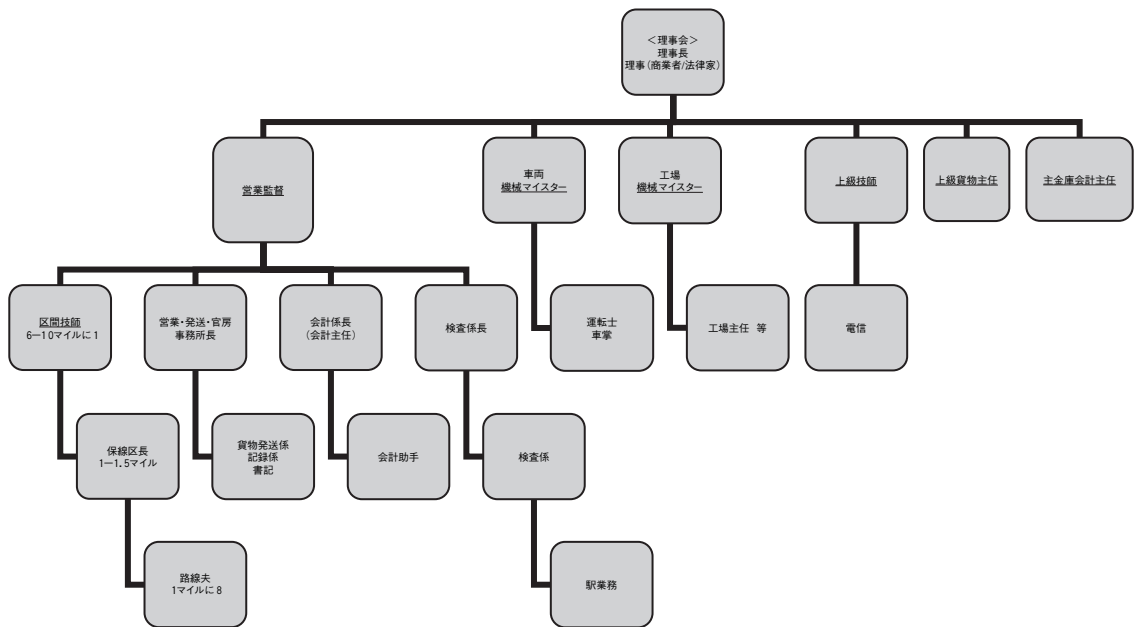 ＜理事会＞
理事長
理事（商業者/法律家）
営業監督
車両
機械マイスター
工場
機械マイスター
上級技師
上級貨物主任
主金庫会計主任
区間技師
6ー10マイルに1
営業・発送・官房
事務所長
会計係長
（会計主任）
検査係長
運転士
車掌
工場主任 等
電信
保線区長
1ー1.5マイル
貨物発送係
記録係
書記
会計助手
検査係
路線夫
1マイルに8
駅業務